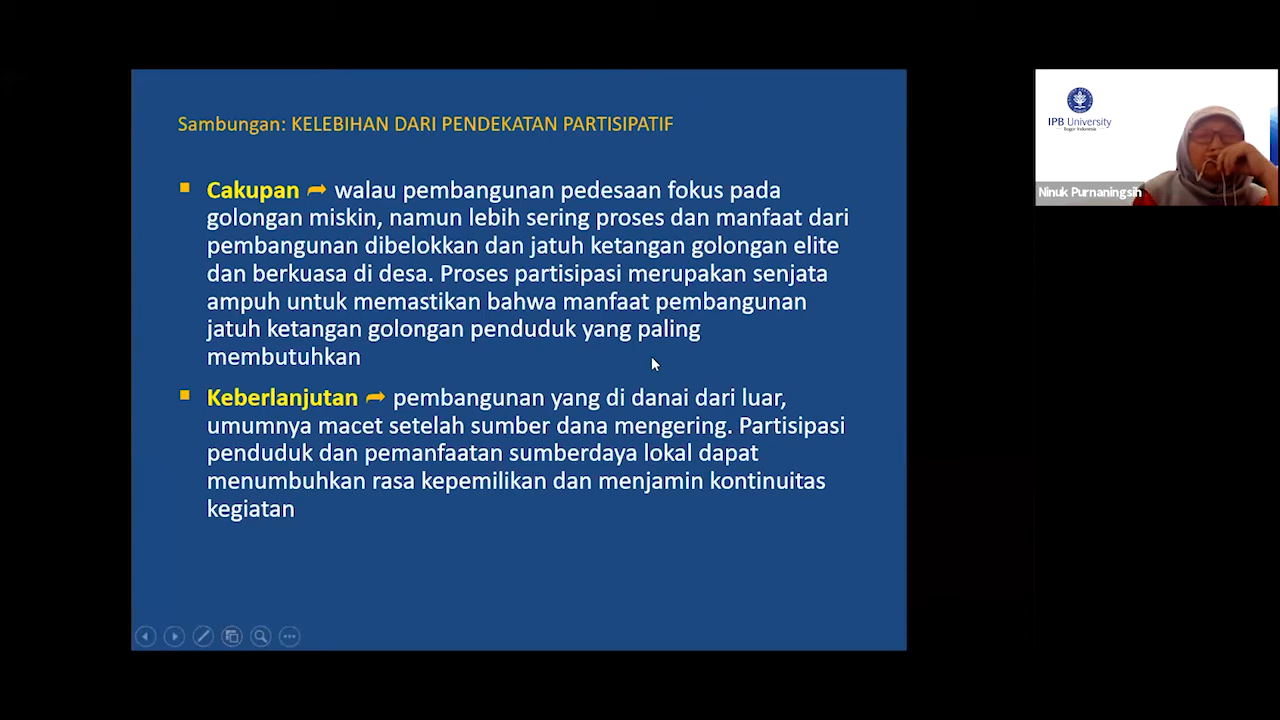 Sambungan: KELEBIHAN DARI PENDEKATAN PARTISIPATIF
Cakupan walau pembangunan pedesaan fokus pada
golongan miskin, namun lebih sering proses dan manfaat dari
pembangunan dibelokkan dan jatuh ketangan golongan elite
dan berkuasa di desa. Proses partisipasi merupakan senjata
ampuh untuk memastikan bahwa manfaat pembangunan
jatuh ketangan golongan penduduk yang paling
membutuhkan
Keberlanjutan pembangunan yang di danai dari luar,
umumnya macet setelah sumber dana mengering. Partisipasi
penduduk dan pemanfaatan sumberdaya lokal dapat
menumbuhkan rasa kepemilikan dan menjamin kontinuitas
kegiatan
IPB University
Bogor Indonesia
Ninuk Purnaningsih